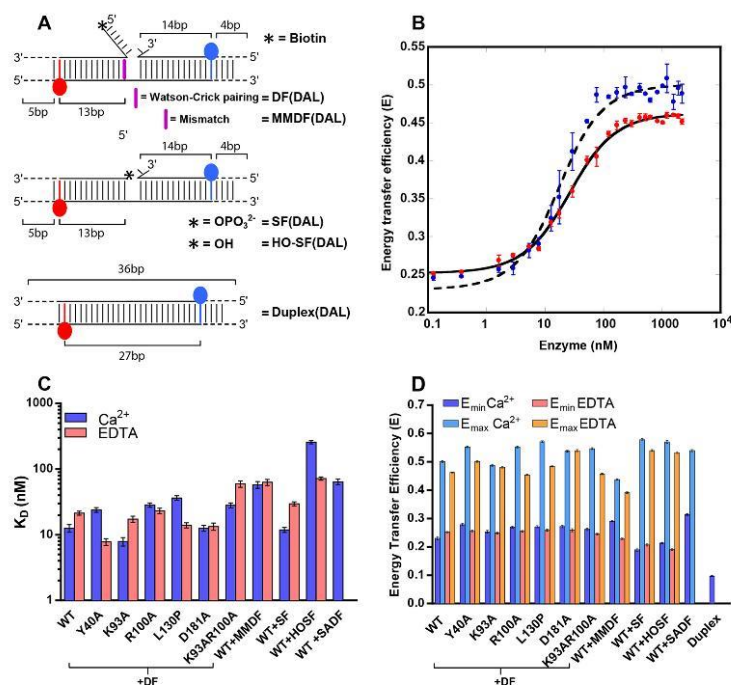 A
5'
14bp
4bp
* = Biotin
3'
3'
5'
5'
3'
5bp
13bp
= Watson-Crick pairing = DF(DAL)
= Mismatch = MMDF(DAL)
5'
14bp
4bp
3'
3'
5'
5'
3'
5bp
13bp
* = OPO₃²⁻ = SF(DAL)
* = OH = HO-SF(DAL)
36bp
3'
5'
5'
3'
= Duplex(DAL)
27bp
B
Energy transfer efficiency (E)
0.55
0.5
0.45
0.4
0.35
0.3
0.25
0.2
0.1
1
10
100
1000
10⁴
Enzyme (nM)
C
K_D (nM)
1000
100
10
1
Ca²⁺
EDTA
WT
Y40A
K93A
R100A
L130P
D181A
K93AR100A
WT+MMDF
WT+SF
WT+HOSF
WT+SADF
+DF
D
Energy Transfer Efficiency (E)
0.7
0.6
0.5
0.4
0.3
0.2
0.1
0.0
E_min Ca²⁺
E_min EDTA
E_max Ca²⁺
E_max EDTA
WT
Y40A
K93A
R100A
L130P
D181A
K93AR100A
WT+MMDF
WT+SF
WT+HOSF
WT+SADF
Duplex
+DF